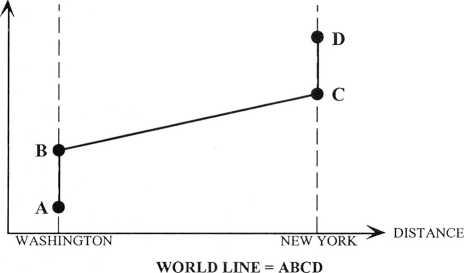 D
C
B
A
WASHINGTON
NEW YORK
DISTANCE
WORLD LINE = ABCD